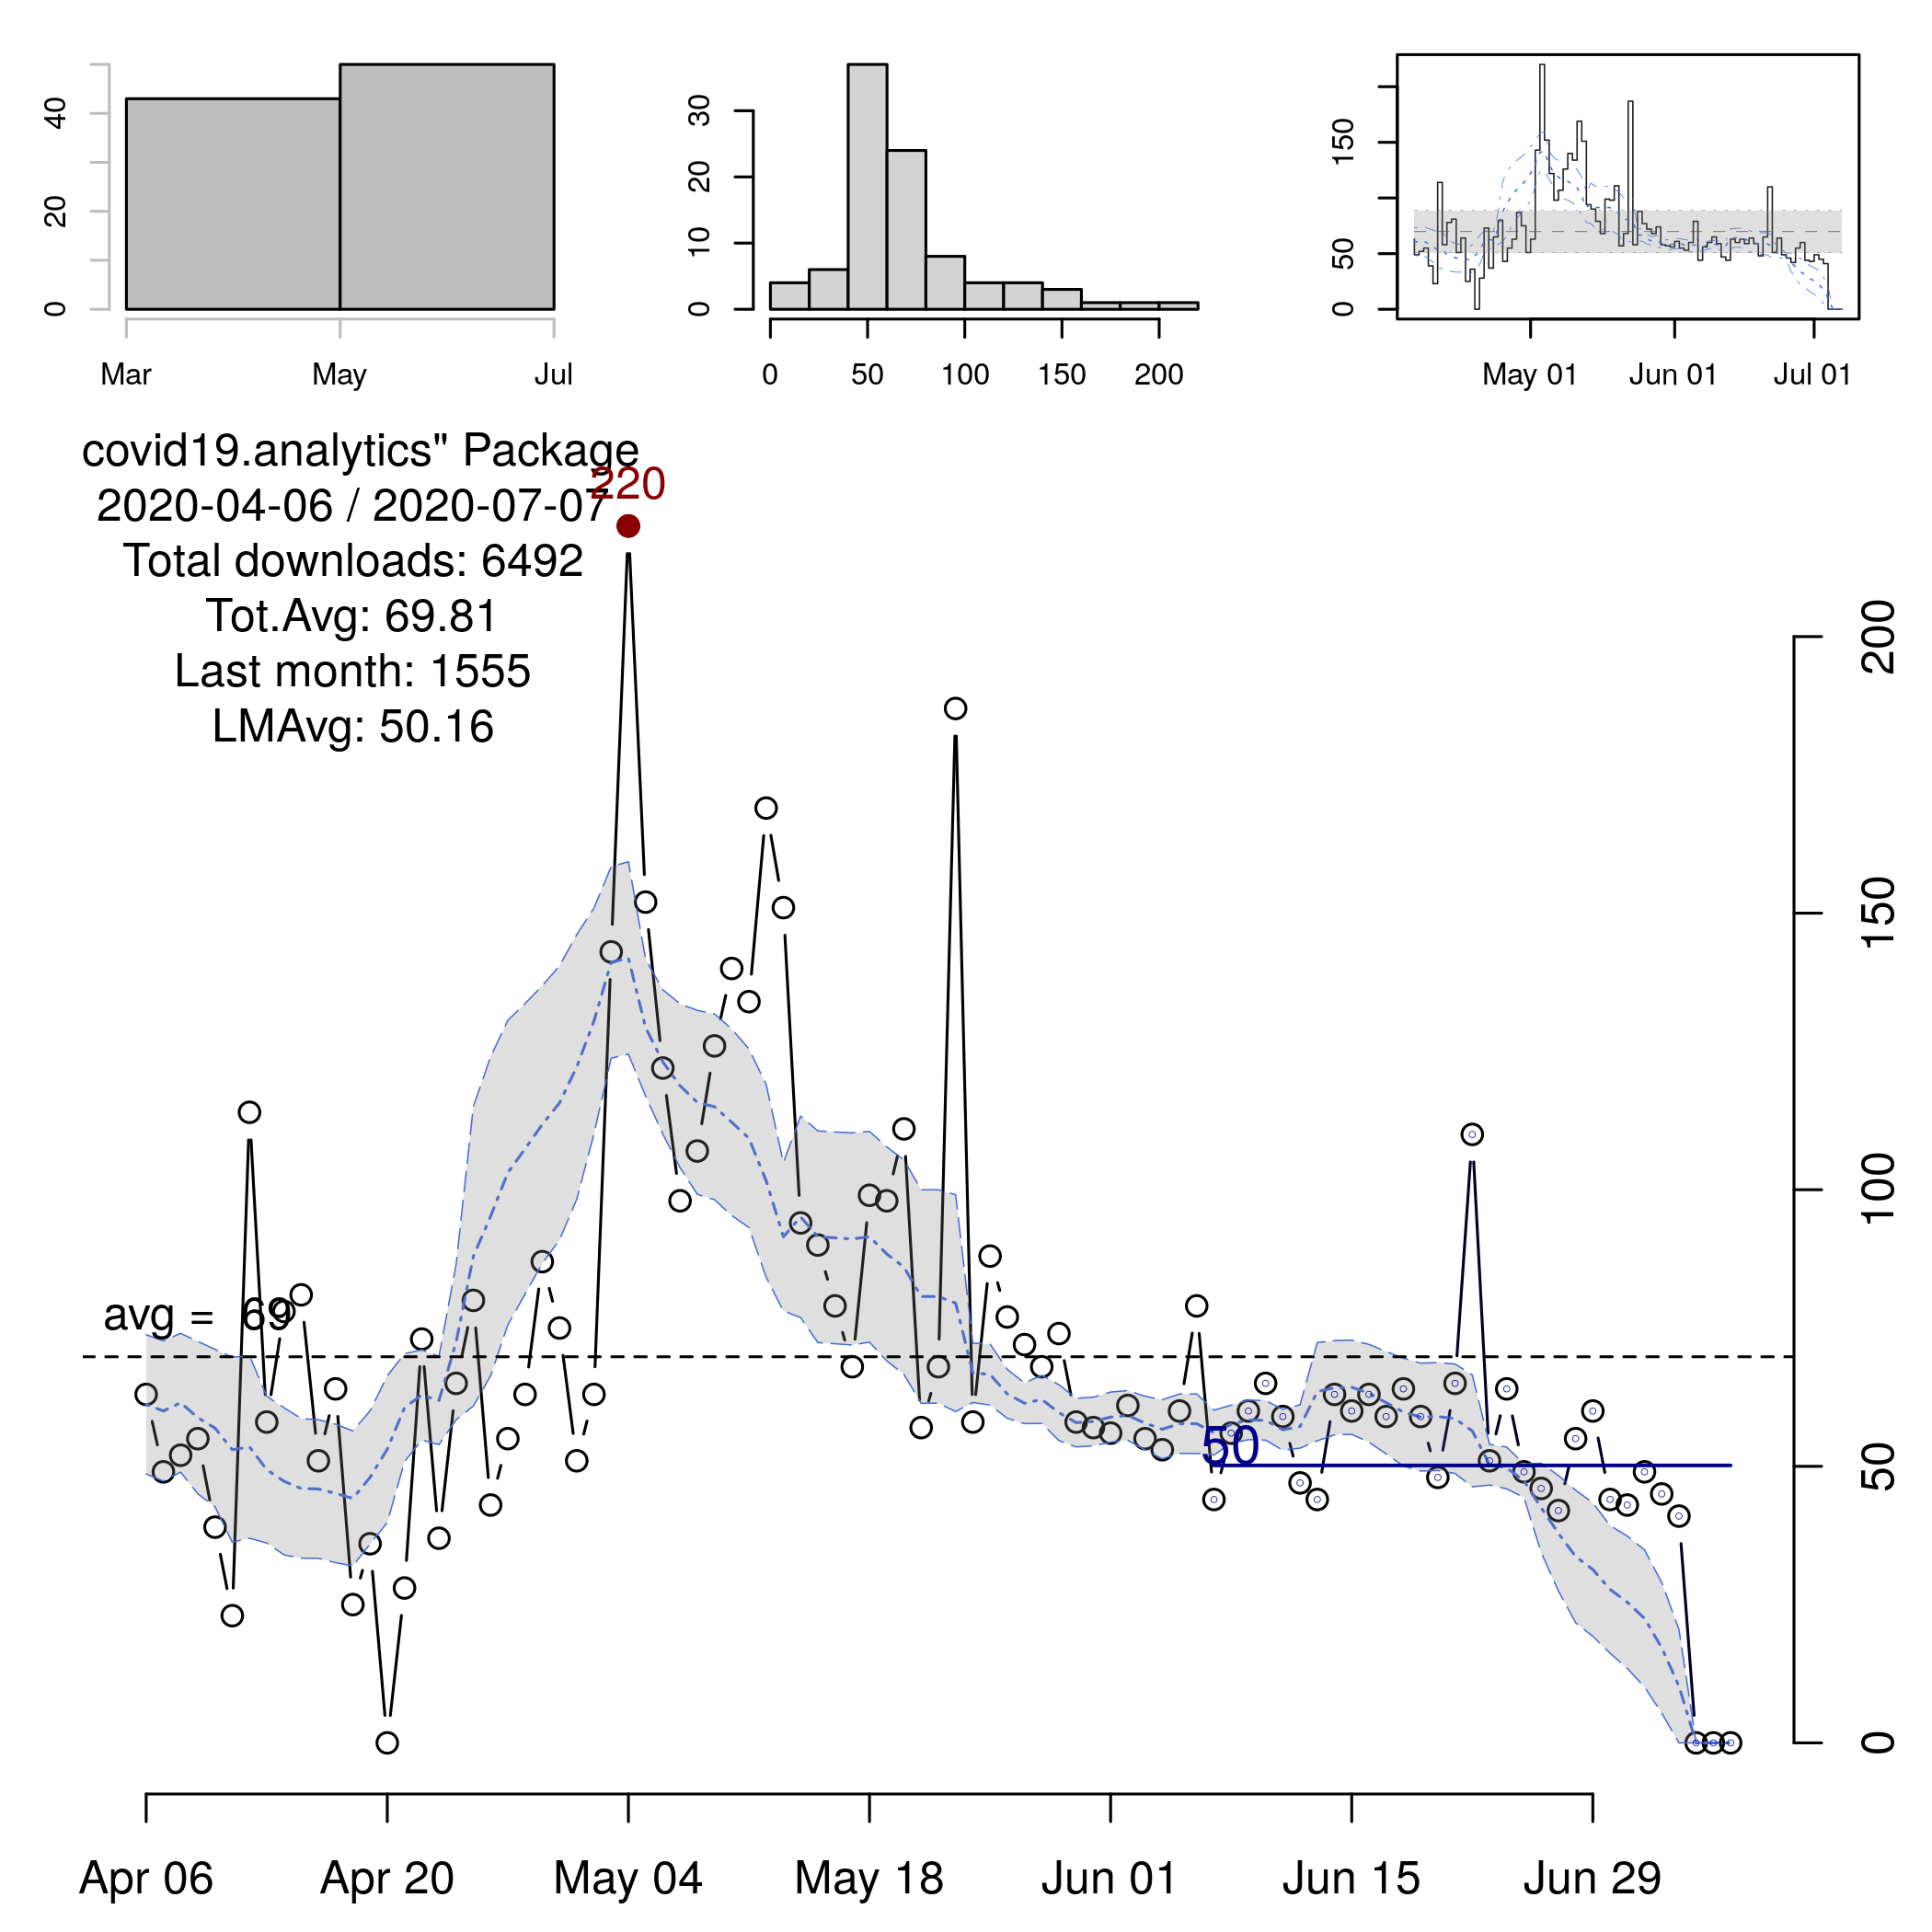 40
20
0
Mar May Jul
30
20
10
0
0 50 100 150 200
150
50
0
May 01 Jun 01 Jul 01
covid19.analytics" Package
220
2020-04-06 / 2020-07-07
Total downloads: 6492
Tot.Avg: 69.81
Last month: 1555
LMAvg: 50.16
200
150
100
avg = 69
50
50
0
Apr 06 Apr 20 May 04 May 18 Jun 01 Jun 15 Jun 29